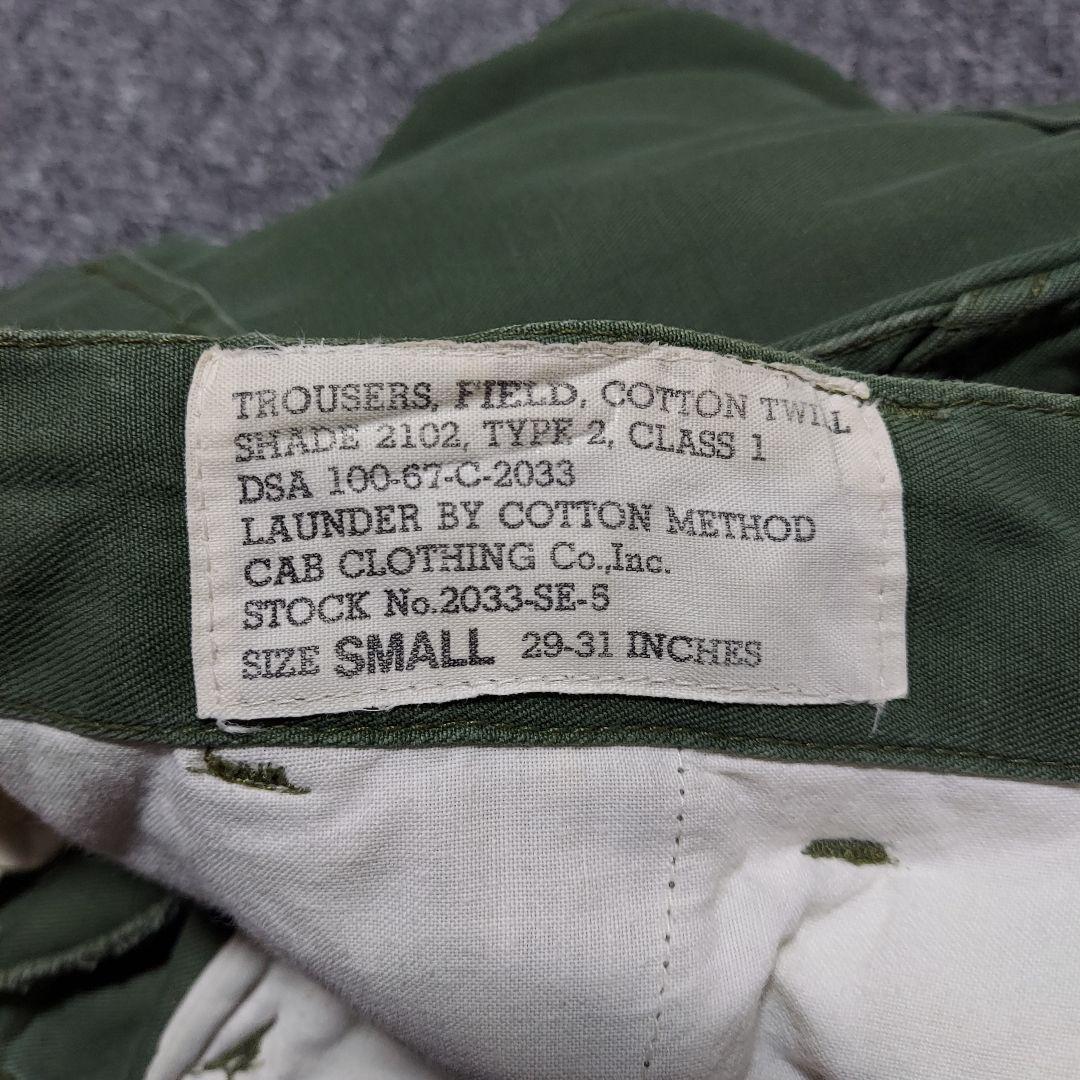 TROUSERS, FIELD, COTTON TWILL
SHADE 2102, TYPE 2, CLASS 1
DSA 100-67-C-2033
LAUNDER BY COTTON METHOD
CAB CLOTHING Co.,Inc.
STOCK No.2033-SE-5
SIZE SMALL 29-31 INCHES